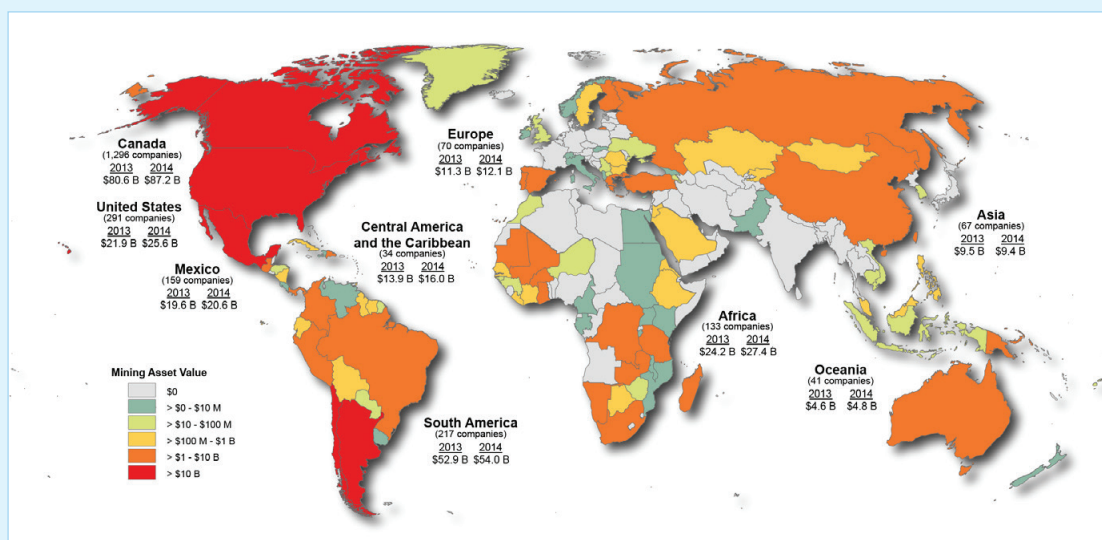 Canada
(1,296 companies)
2013 2014
$80.6 B $87.2 B
United States
(291 companies)
2013 2014
$21.9 B $25.6 B
Mexico
(159 companies)
2013 2014
$19.6 B $20.6 B
Central America
and the Caribbean
(34 companies)
2013 2014
$13.9 B $16.0 B
Europe
(70 companies)
2013 2014
$11.3 B $12.1 B
Asia
(67 companies)
2013 2014
$9.5 B $9.4 B
Africa
(133 companies)
2013 2014
$24.2 B $27.4 B
Oceania
(41 companies)
2013 2014
$4.6 B $4.8 B
South America
(217 companies)
2013 2014
$52.9 B $54.0 B
Mining Asset Value
$0
> $0 - $10 M
> $10 - $100 M
> $100 M - $1 B
> $1 - $10 B
> $10 B